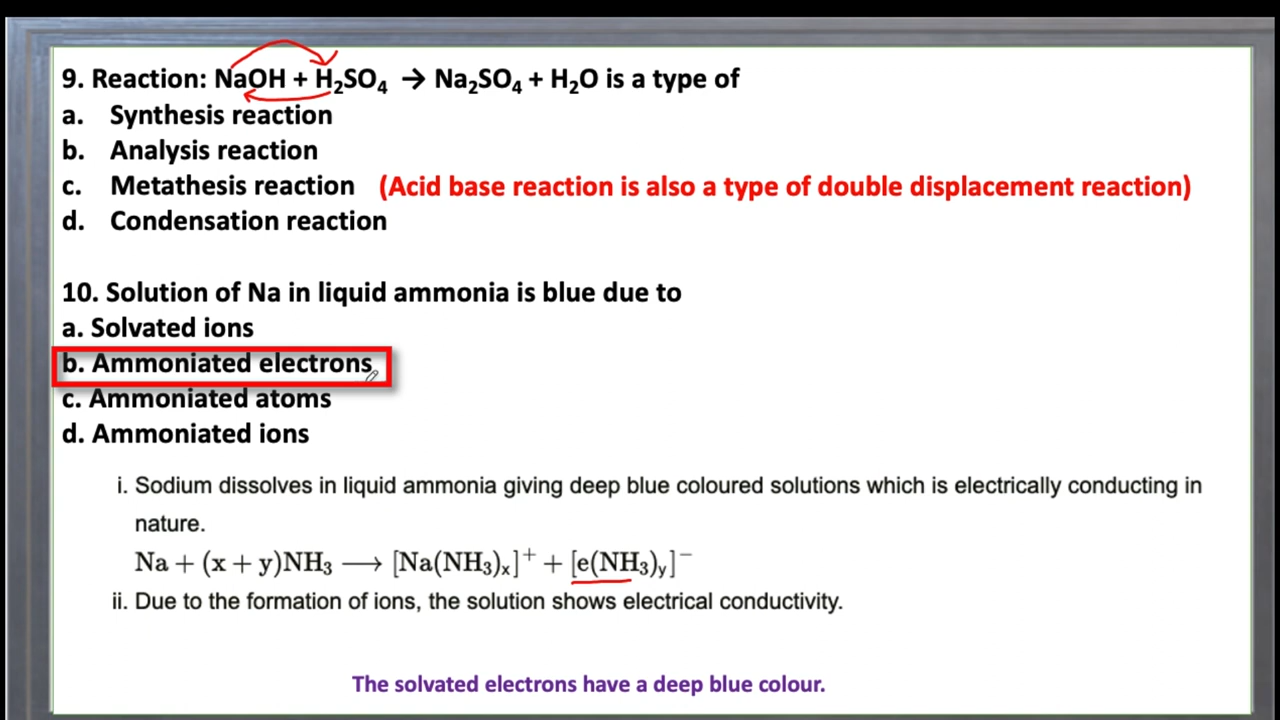 9. Reaction: NaOH + H₂SO₄ → Na₂SO₄ + H₂O is a type of
a. Synthesis reaction
b. Analysis reaction
c. Metathesis reaction (Acid base reaction is also a type of double displacement reaction)
d. Condensation reaction
10. Solution of Na in liquid ammonia is blue due to
a. Solvated ions
b. Ammoniated electrons
c. Ammoniated atoms
d. Ammoniated ions
i. Sodium dissolves in liquid ammonia giving deep blue coloured solutions which is electrically conducting in
nature.
Na + (x + y)NH₃ ⟶ [Na(NH₃)ₓ]⁺ + [e(NH₃)ᵧ]⁻
ii. Due to the formation of ions, the solution shows electrical conductivity.
The solvated electrons have a deep blue colour.